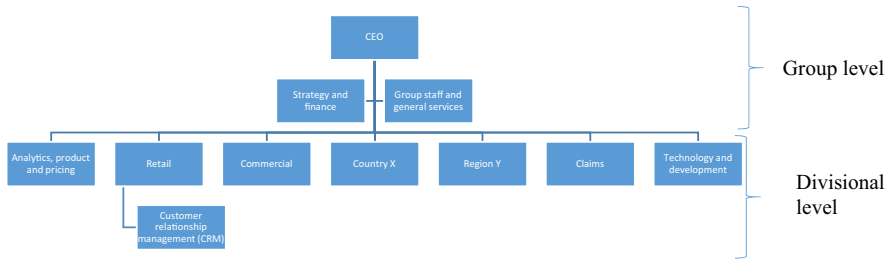 CEO
Group level
Strategy and
finance
Group staff and
general services
Analytics, product
and pricing
Retail
Commercial
Country X
Region Y
Claims
Technology and
development
Divisional
level
Customer
relationship
management (CRM)